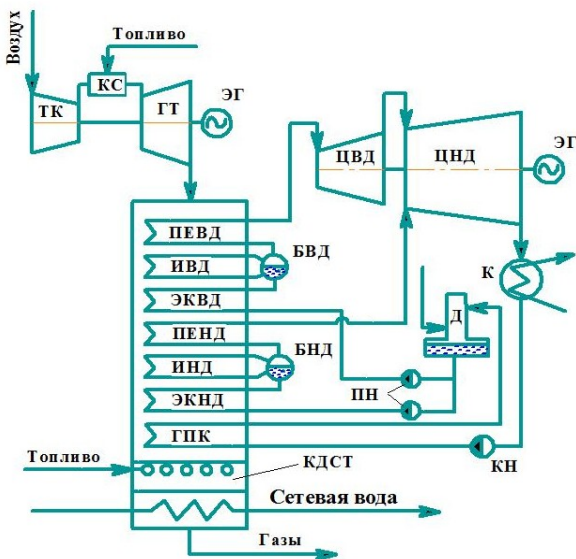 Воздух
Топливо
КС
ТК
ГТ
ЭГ
ЦВД
ЦНД
ЭГ
ПЕВД
БВД
ИВД
К
ЭКВД
Д
ПЕНД
БНД
ИНД
ПН
ЭКНД
ГПК
Топливо
КДСТ
КН
Сетевая вода
Газы